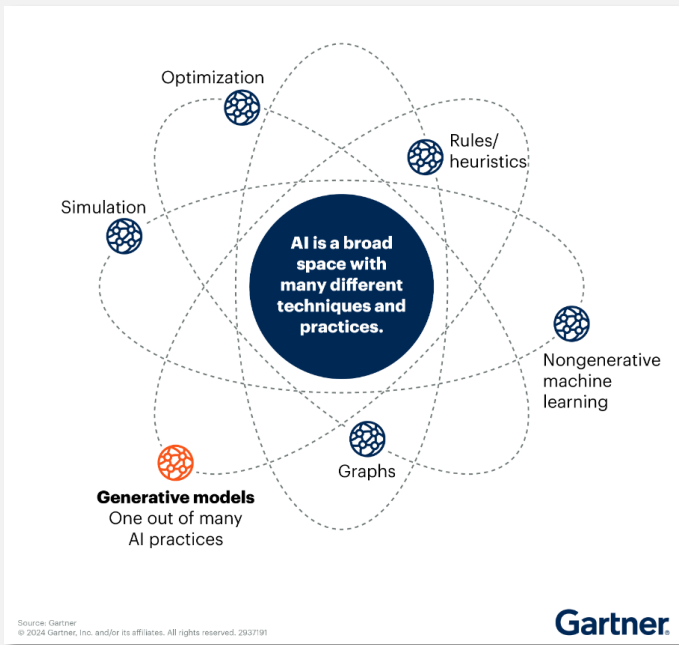 Optimization
Rules/
heuristics
Simulation
AI is a broad
space with
many different
techniques and
practices.
Nongenerative
machine
learning
Graphs
Generative models
One out of many
AI practices
Source: Gartner
© 2024 Gartner, Inc. and/or its affiliates. All rights reserved. 2937191
Gartner®